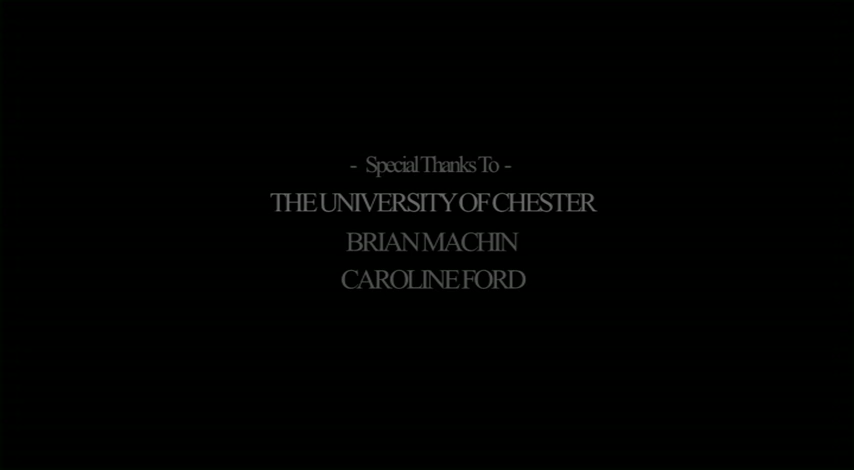 - Special Thanks To -
THE UNIVERSITY OF CHESTER
BRIAN MACHIN
CAROLINE FORD